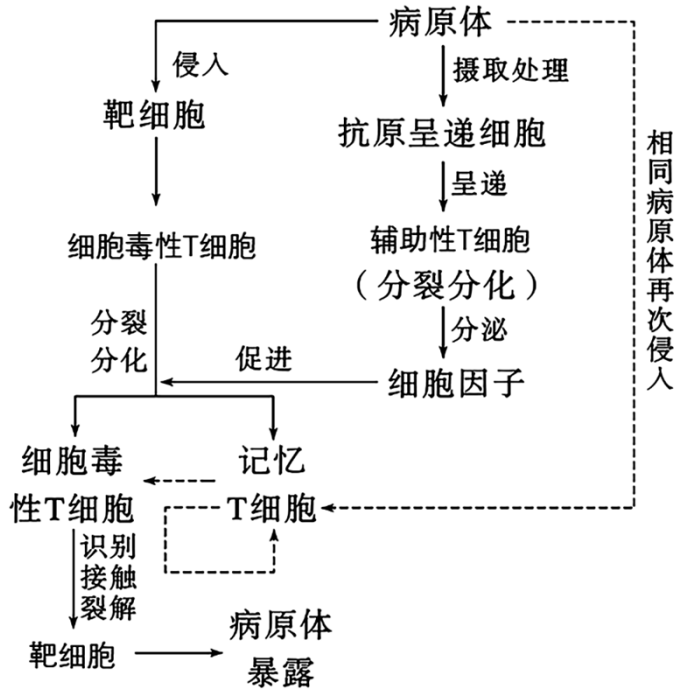 病原体
侵入
摄取处理
靶细胞
抗原呈递细胞
呈递
细胞毒性T细胞
辅助性T细胞
(分裂分化)
分裂
分化
分泌
促进
细胞因子
相同病原体再次侵入
细胞毒
性T细胞
记忆
T细胞
识别
接触
裂解
靶细胞
病原体
暴露